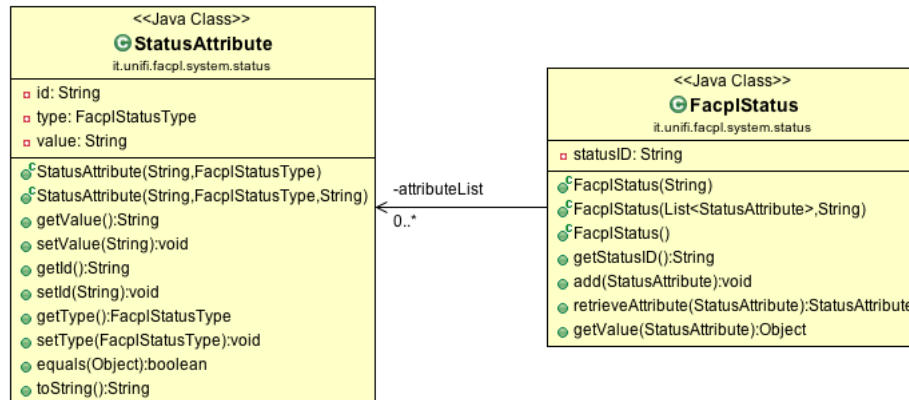 <<Java Class>>
StatusAttribute
it.unifi.facpl.system.status
id: String
type: FacplStatusType
value: String
StatusAttribute(String,FacplStatusType)
StatusAttribute(String,FacplStatusType,String)
getValue():String
setValue(String):void
getId():String
setId(String):void
getType():FacplStatusType
setType(FacplStatusType):void
equals(Object):boolean
toString():String
-attributeList
0..*
<<Java Class>>
FacplStatus
it.unifi.facpl.system.status
statusID: String
FacplStatus(String)
FacplStatus(List<StatusAttribute>,String)
FacplStatus()
getStatusID():String
add(StatusAttribute):void
retrieveAttribute(StatusAttribute):StatusAttribute
getValue(StatusAttribute):Object